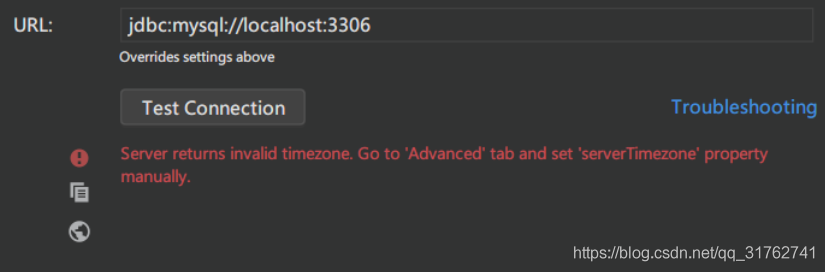 URL: jdbc:mysql://localhost:3306
Overrides settings above
Test Connection Troubleshooting
Server returns invalid timezone. Go to 'Advanced' tab and set 'serverTimezone' property
manually.
https://blog.csdn.net/qq_31762741